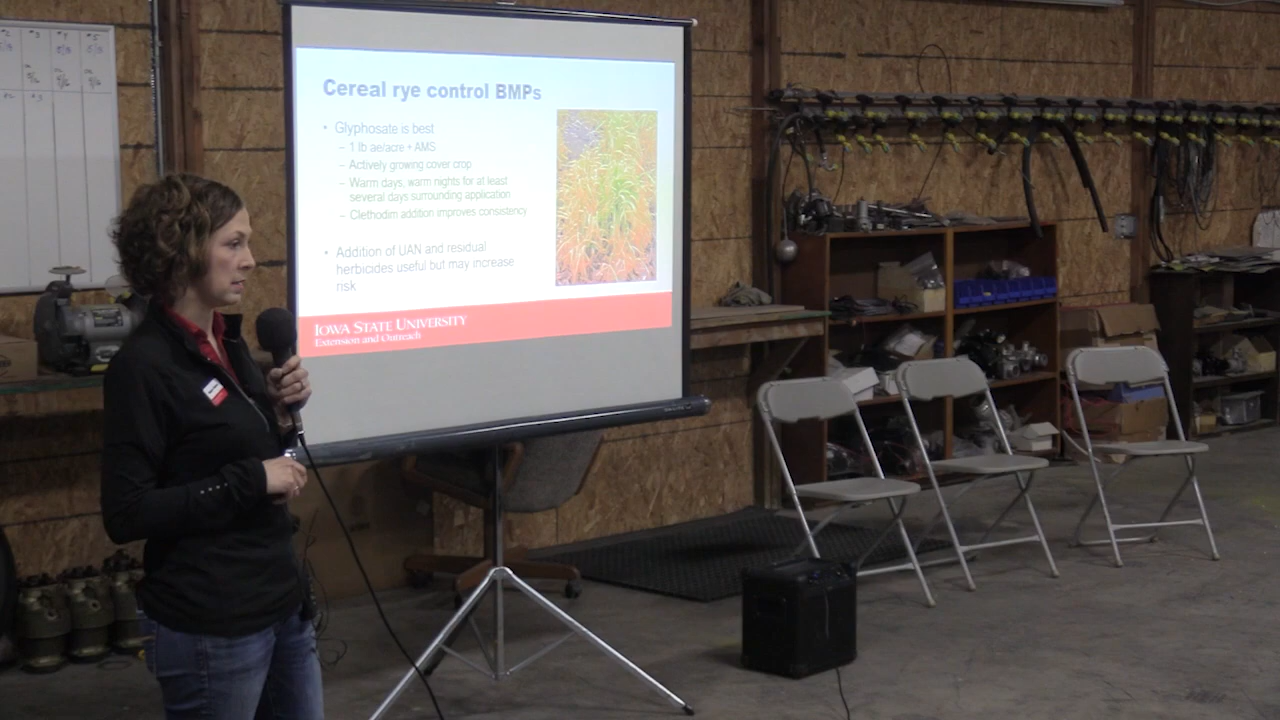 Cereal rye control BMPs
• Glyphosate is best
– 1 lb ae/acre + AMS
– Actively growing cover crop
– Warm days, warm nights for at least
several days surrounding application
– Clethodim addition improves consistency
• Addition of UAN and residual
herbicides useful but may increase
risk
IOWA STATE UNIVERSITY
Extension and Outreach